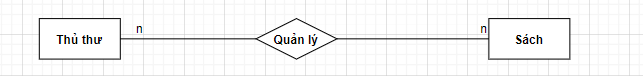 Thủ thư
n
Quản lý
n
Sách